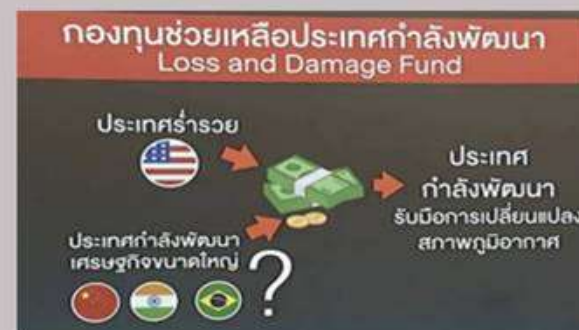 กองทุนช่วยเหลือประเทศกำลังพัฒนา
Loss and Damage Fund
ประเทศร่ำรวย
ประเทศ
กำลังพัฒนา
รับมือการเปลี่ยนแปลง
สภาพภูมิอากาศ
ประเทศกำลังพัฒนา
เศรษฐกิจขนาดใหญ่
?